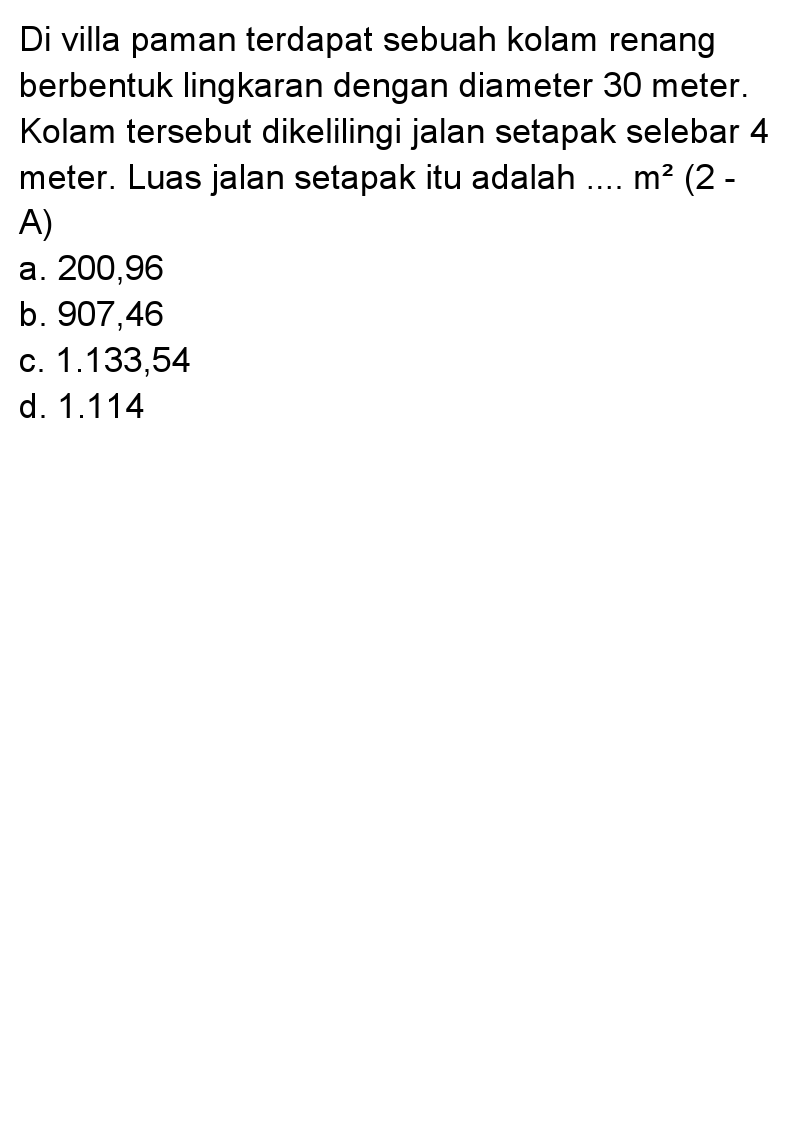 Di villa paman terdapat sebuah kolam renang
berbentuk lingkaran dengan diameter 30 meter.
Kolam tersebut dikelilingi jalan setapak selebar 4
meter. Luas jalan setapak itu adalah .... m² (2 -
A)
a. 200,96
b. 907,46
c. 1.133,54
d. 1.114